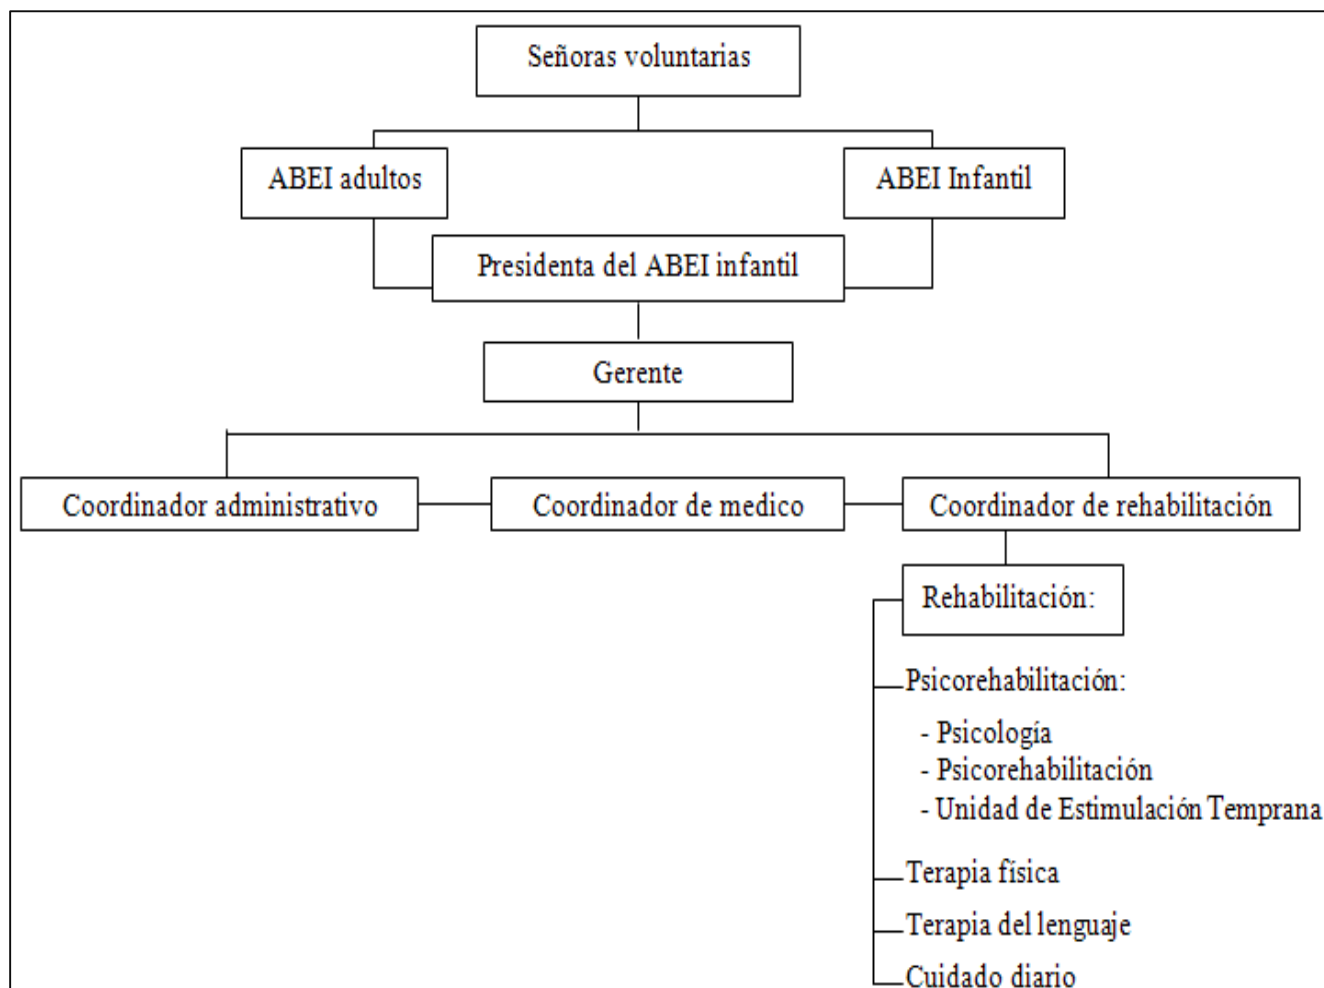 Señoras voluntarias
ABEI adultos
ABEI Infantil
Presidenta del ABEI infantil
Gerente
Coordinador administrativo
Coordinador de medico
Coordinador de rehabilitación
Rehabilitación:
Psicorehabilitación:
- Psicología
- Psicorehabilitación
- Unidad de Estimulación Temprana
Terapia física
Terapia del lenguaje
Cuidado diario